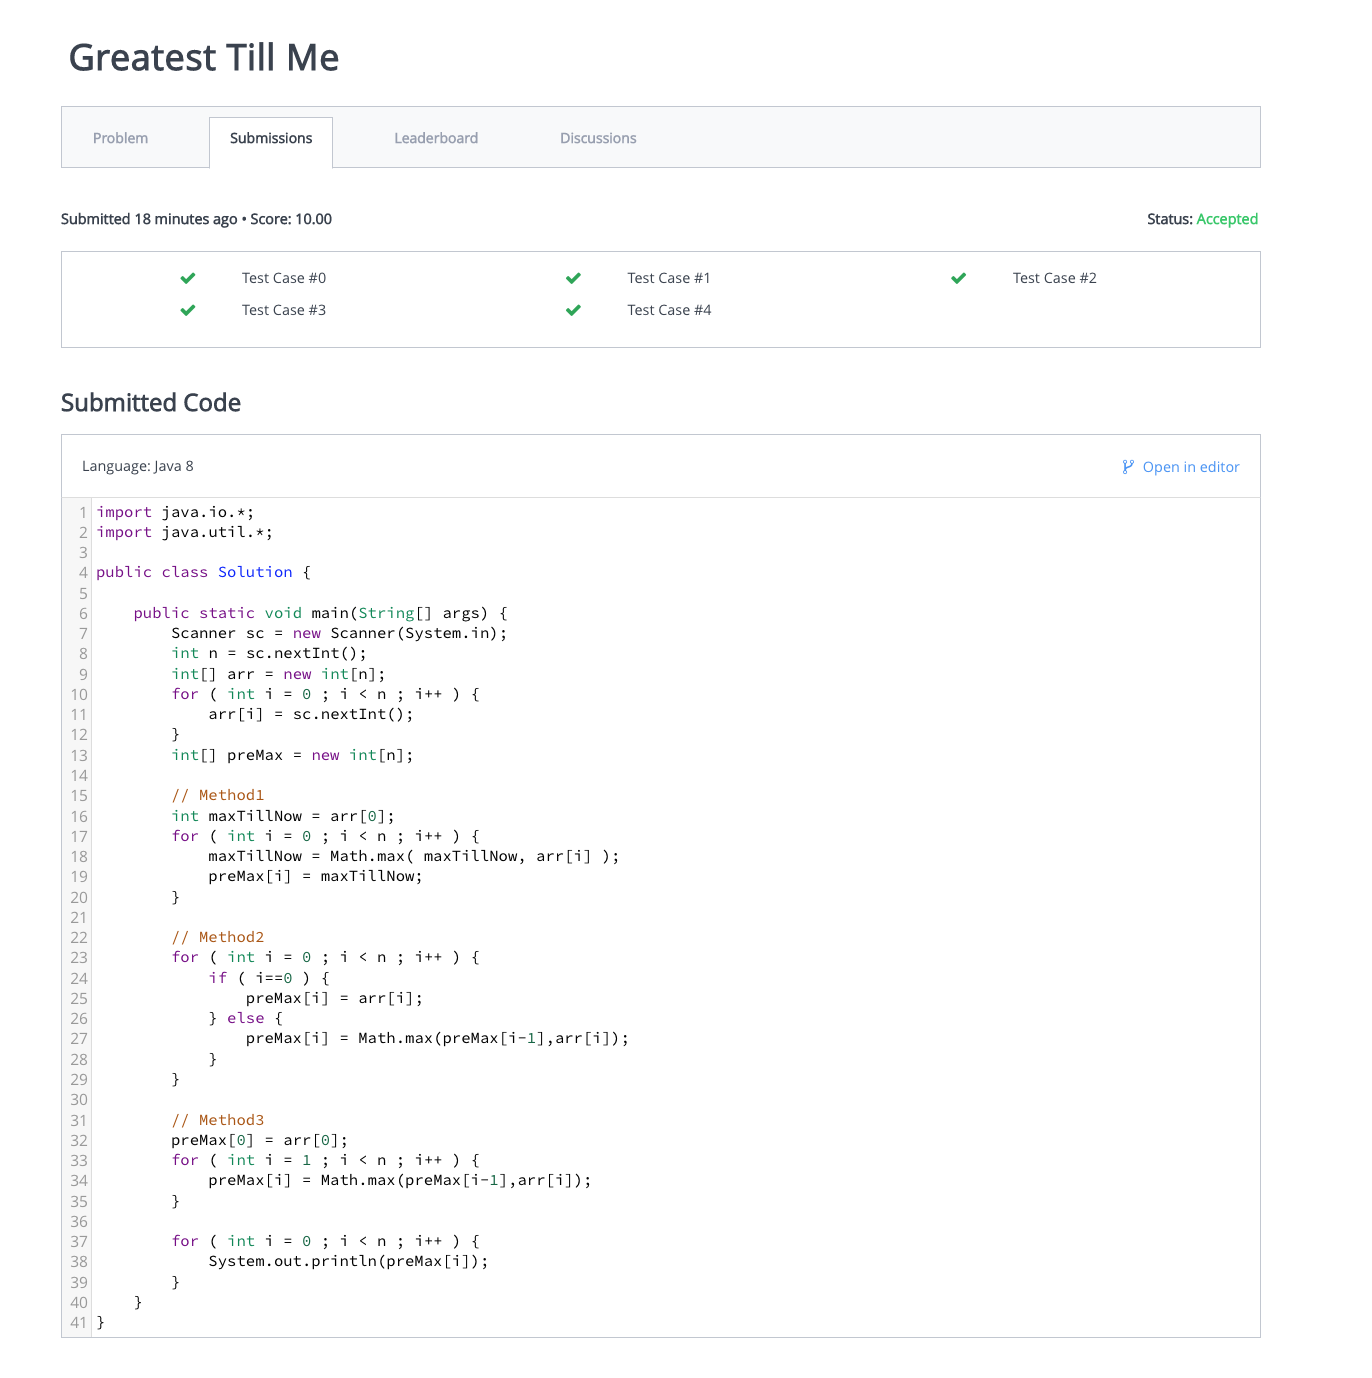 Greatest Till Me
Problem Submissions Leaderboard Discussions
Submitted 18 minutes ago • Score: 10.00 Status: Accepted
Test Case #0 Test Case #1 Test Case #2
Test Case #3 Test Case #4
Submitted Code
Language: Java 8 Open in editor
1 import java.io.*;
2 import java.util.*;
3
4 public class Solution {
5
6     public static void main(String[] args) {
7         Scanner sc = new Scanner(System.in);
8         int n = sc.nextInt();
9         int[] arr = new int[n];
10         for ( int i = 0 ; i < n ; i++ ) {
11             arr[i] = sc.nextInt();
12         }
13         int[] preMax = new int[n];
14
15         // Method1
16         int maxTillNow = arr[0];
17         for ( int i = 0 ; i < n ; i++ ) {
18             maxTillNow = Math.max( maxTillNow, arr[i] );
19             preMax[i] = maxTillNow;
20         }
21
22         // Method2
23         for ( int i = 0 ; i < n ; i++ ) {
24             if ( i==0 ) {
25                 preMax[i] = arr[i];
26             } else {
27                 preMax[i] = Math.max(preMax[i-1],arr[i]);
28             }
29         }
30
31         // Method3
32         preMax[0] = arr[0];
33         for ( int i = 1 ; i < n ; i++ ) {
34             preMax[i] = Math.max(preMax[i-1],arr[i]);
35         }
36
37         for ( int i = 0 ; i < n ; i++ ) {
38             System.out.println(preMax[i]);
39         }
40     }
41 }